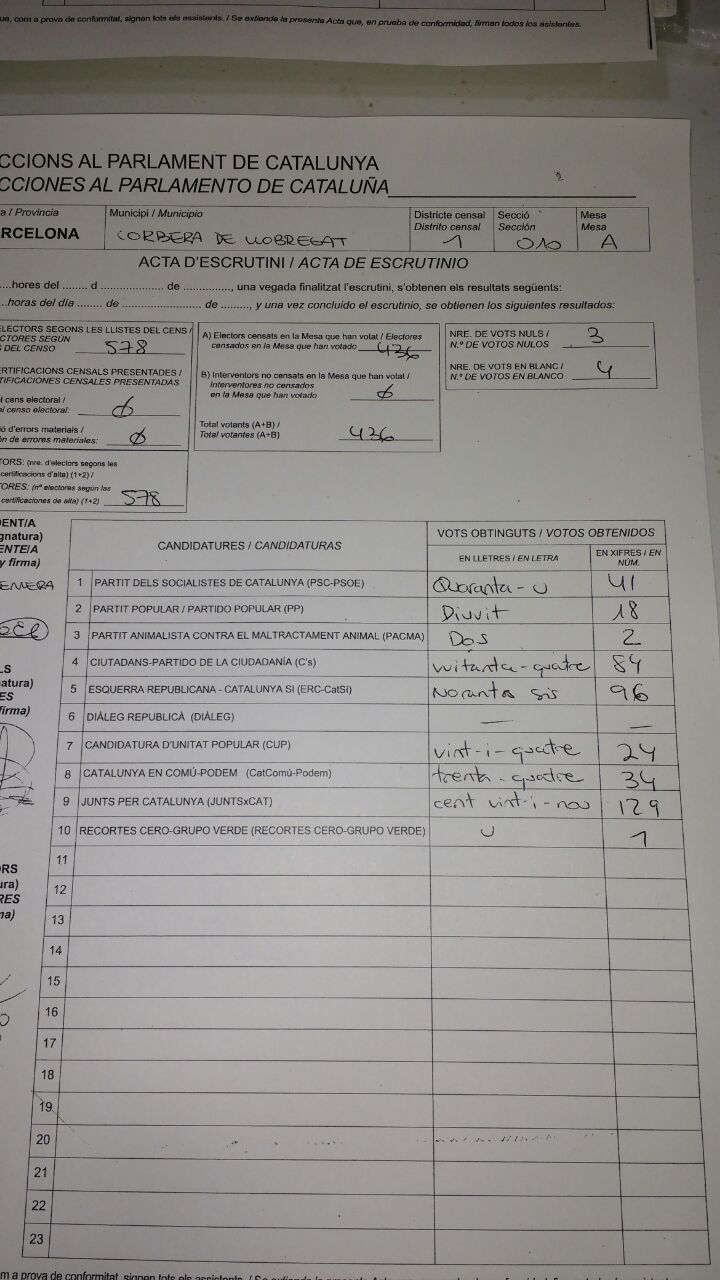 ue, com a prova de conformitat, signen tots els assistents. / Se extiende la presente Acta que, en prueba de conformidad, firman todos los asistentes.
CCIONS AL PARLAMENT DE CATALUNYA
CCIONES AL PARLAMENTO DE CATALUÑA
a / Provincia
RCELONA
Municipi / Municipio
CORBERA DE LLOBREGAT
Districte censal
Distrito censal
1
Secció
Sección
010
Mesa
Mesa
A
ACTA D'ESCRUTINI / ACTA DE ESCRUTINIO
....hores del ....... d ..................... de ..............., una vegada finalitzat l'escrutini, s'obtenen els resultats següents:
...horas del día ........ de ........................ de ........., y una vez concluido el escrutinio, se obtienen los siguientes resultados:
ELECTORS SEGONS LES LLISTES DEL CENS /
CTORES SEGÚN
S DEL CENSO 578
ERTIFICACIONS CENSALS PRESENTADES /
TIFICACIONES CENSALES PRESENTADAS
l cens electoral /
l censo electoral: 0
ó d'errors materials /
ón de errores materiales: 0
TORS: (nre. d'electors segons les
certificacions d'alta) (1+2) /
TORES: (nº electores según las
certificaciones de alta) (1+2) 578
A) Electors censats en la Mesa que han votat / Electores
censados en la Mesa que han votado 436
B) Interventors no censats en la Mesa que han votat /
Interventores no censados
en la Mesa que han votado 0
Total votants (A+B) /
Total votantes (A+B) 436
NRE. DE VOTS NULS /
N.º DE VOTOS NULOS 3
NRE. DE VOTS EN BLANC /
N.º DE VOTOS EN BLANCO 4
DENT/A
gnatura)
ENTE/A
y firma)
LS
natura)
ES
firma)
ORS
ura)
RES
ma)
CANDIDATURES / CANDIDATURAS
VOTS OBTINGUTS / VOTOS OBTENIDOS
EN LLETRES / EN LETRA
EN XIFRES / EN
NÚM.
1 PARTIT DELS SOCIALISTES DE CATALUNYA (PSC-PSOE) Quaranta-u 41
2 PARTIT POPULAR / PARTIDO POPULAR (PP) Divuit 18
3 PARTIT ANIMALISTA CONTRA EL MALTRACTAMENT ANIMAL (PACMA) Dos 2
4 CIUTADANS-PARTIDO DE LA CIUDADANÍA (C's) vuitanta-quatre 84
5 ESQUERRA REPUBLICANA - CATALUNYA SI (ERC-CatSí) Noranta sis 96
6 DIÀLEG REPUBLICÀ (DIÀLEG) — —
7 CANDIDATURA D'UNITAT POPULAR (CUP) vint-i-quatre 24
8 CATALUNYA EN COMÚ-PODEM (CatComú-Podem) trenta-quatre 34
9 JUNTS PER CATALUNYA (JUNTSxCAT) cent vint-i-nou 129
10 RECORTES CERO-GRUPO VERDE (RECORTES CERO-GRUPO VERDE) u 1
11
12
13
14
15
16
17
18
19
20
21
22
23
m a prova de conformitat, signen tots els assistents. / Se extiende la presente Acta que, en prueba de conformidad, firman todos los asistentes.